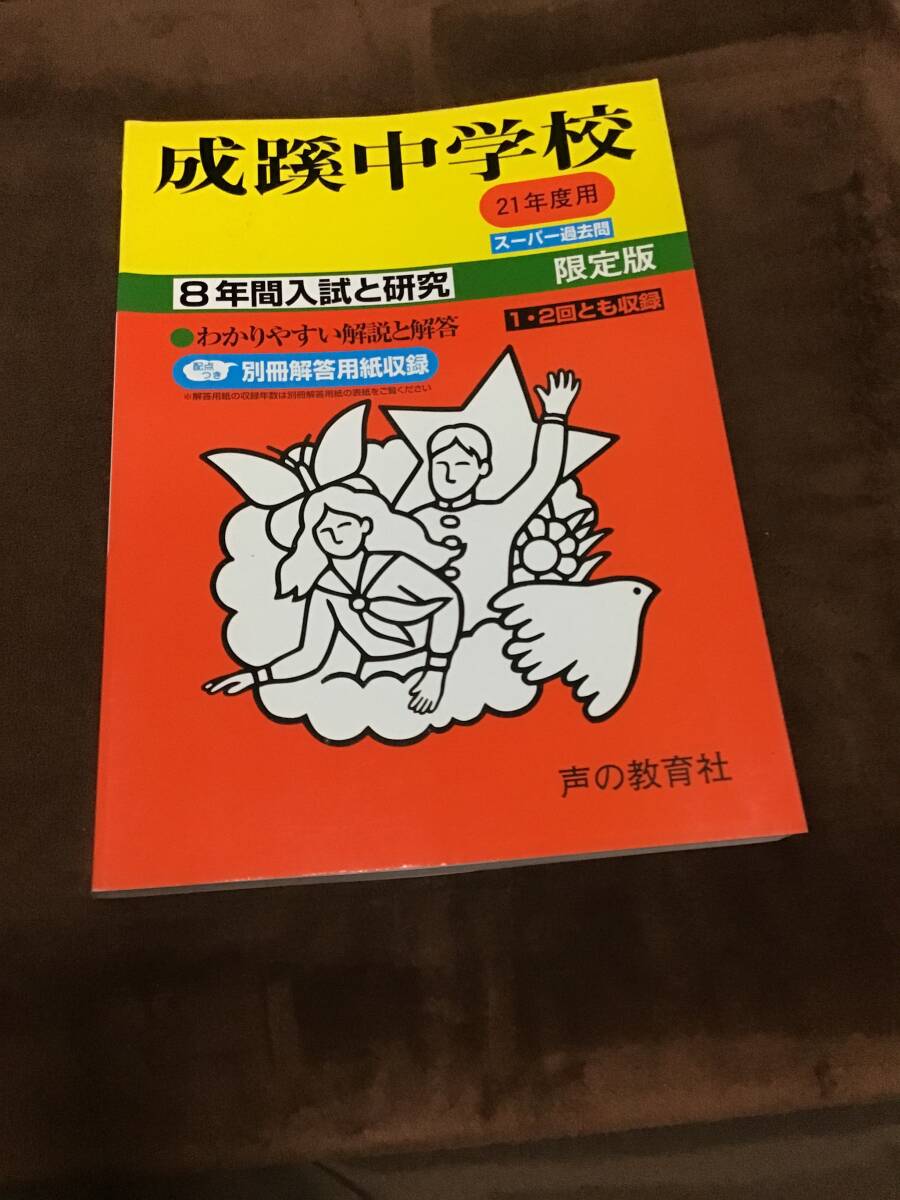 成蹊中学校
21年度用
スーパー過去問
限定版
8年間入試と研究
1・2回とも収録
●わかりやすい解説と解答
配点つき 別冊解答用紙収録
※解答用紙の収録年数は別冊解答用紙の表紙をご覧ください
声の教育社